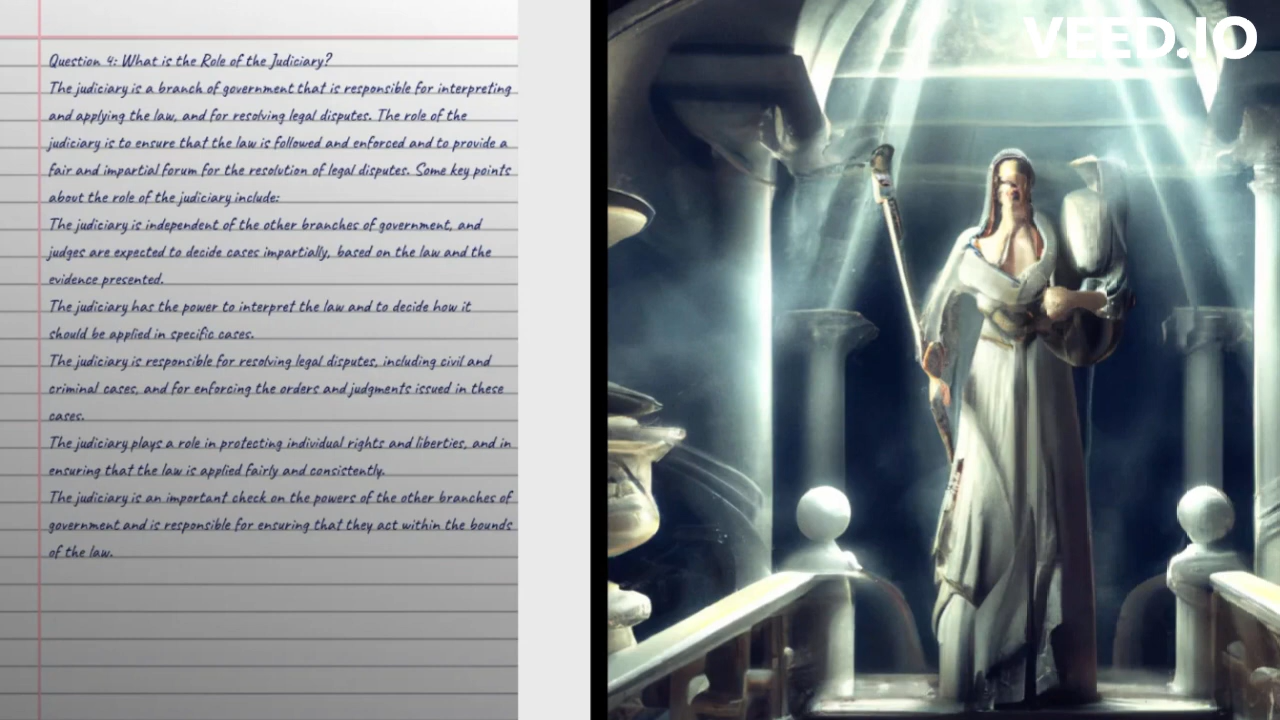 Question 4: What is the Role of the Judiciary?
The judiciary is a branch of government that is responsible for interpreting
and applying the law, and for resolving legal disputes. The role of the
judiciary is to ensure that the law is followed and enforced and to provide a
fair and impartial forum for the resolution of legal disputes. Some key points
about the role of the judiciary include:
The judiciary is independent of the other branches of government, and
judges are expected to decide cases impartially, based on the law and the
evidence presented.
The judiciary has the power to interpret the law and to decide how it
should be applied in specific cases.
The judiciary is responsible for resolving legal disputes, including civil and
criminal cases, and for enforcing the orders and judgments issued in these
cases.
The judiciary plays a role in protecting individual rights and liberties, and in
ensuring that the law is applied fairly and consistently.
The judiciary is an important check on the powers of the other branches of
government and is responsible for ensuring that they act within the bounds
of the law.
VEED.IO